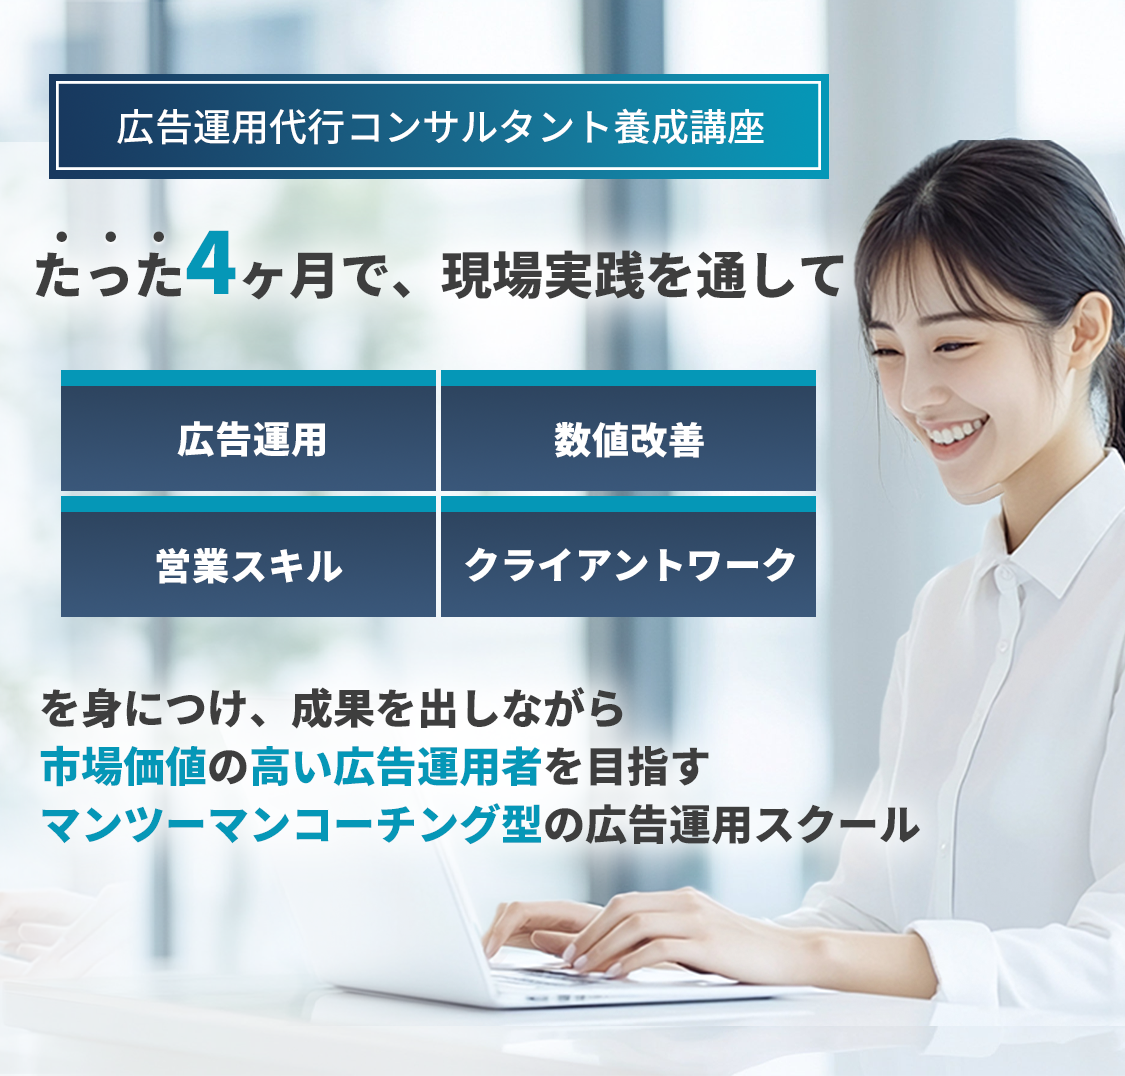 広告運用代行コンサルタント養成講座
たった4ヶ月で、現場実践を通して
広告運用
数値改善
営業スキル
クライアントワーク
を身につけ、成果を出しながら
市場価値の高い広告運用者を目指す
マンツーマンコーチング型の広告運用スクール